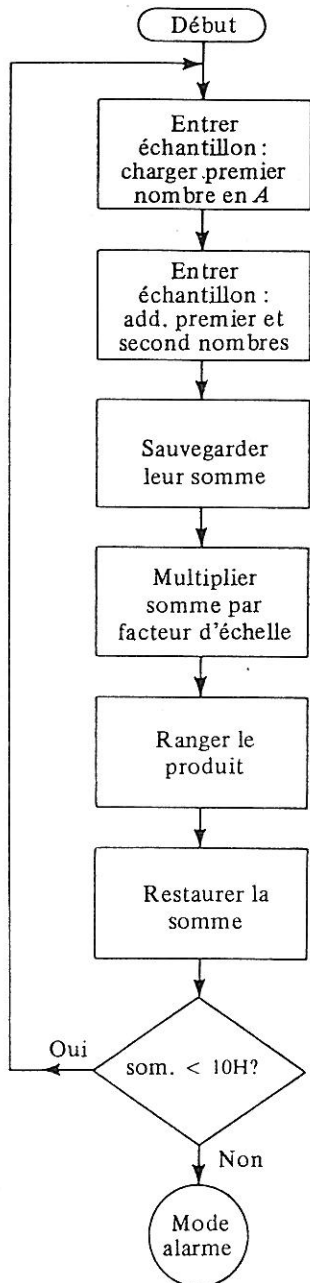 Début
Entrer
échantillon :
charger premier
nombre en A
Entrer
échantillon :
add. premier et
second nombres
Sauvegarder
leur somme
Multiplier
somme par
facteur d'échelle
Ranger le
produit
Restaurer la
somme
Oui
som. < 10H?
Non
Mode
alarme